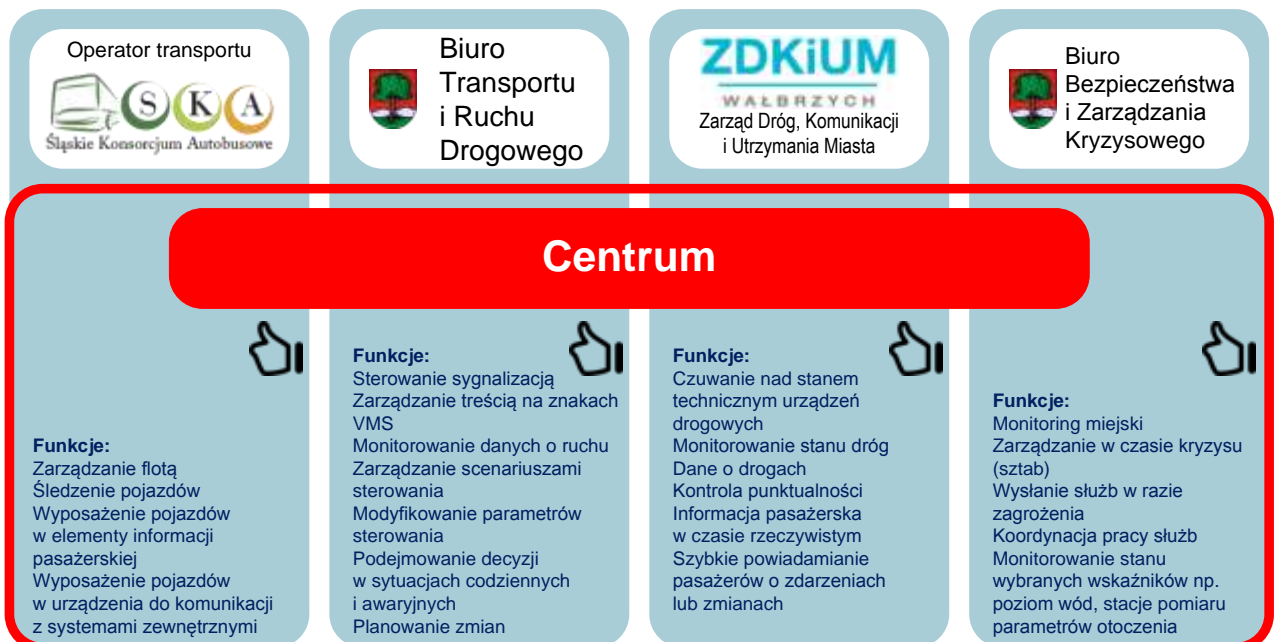 Operator transportu
S K A
Śląskie Konsorcjum Autobusowe
Biuro
Transportu
i Ruchu
Drogowego
ZDKiUM
WAŁBRZYCH
Zarząd Dróg, Komunikacji
i Utrzymania Miasta
Biuro
Bezpieczeństwa
i Zarządzania
Kryzysowego
Centrum
Funkcje:
Zarządzanie flotą
Śledzenie pojazdów
Wyposażenie pojazdów
w elementy informacji
pasażerskiej
Wyposażenie pojazdów
w urządzenia do komunikacji
z systemami zewnętrznymi
Funkcje:
Sterowanie sygnalizacją
Zarządzanie treścią na znakach
VMS
Monitorowanie danych o ruchu
Zarządzanie scenariuszami
sterowania
Modyfikowanie parametrów
sterowania
Podejmowanie decyzji
w sytuacjach codziennych
i awaryjnych
Planowanie zmian
Funkcje:
Czuwanie nad stanem
technicznym urządzeń
drogowych
Monitorowanie stanu dróg
Dane o drogach
Kontrola punktualności
Informacja pasażerska
w czasie rzeczywistym
Szybkie powiadamianie
pasażerów o zdarzeniach
lub zmianach
Funkcje:
Monitoring miejski
Zarządzanie w czasie kryzysu
(sztab)
Wysłanie służb w razie
zagrożenia
Koordynacja pracy służb
Monitorowanie stanu
wybranych wskaźników np.
poziom wód, stacje pomiaru
parametrów otoczenia